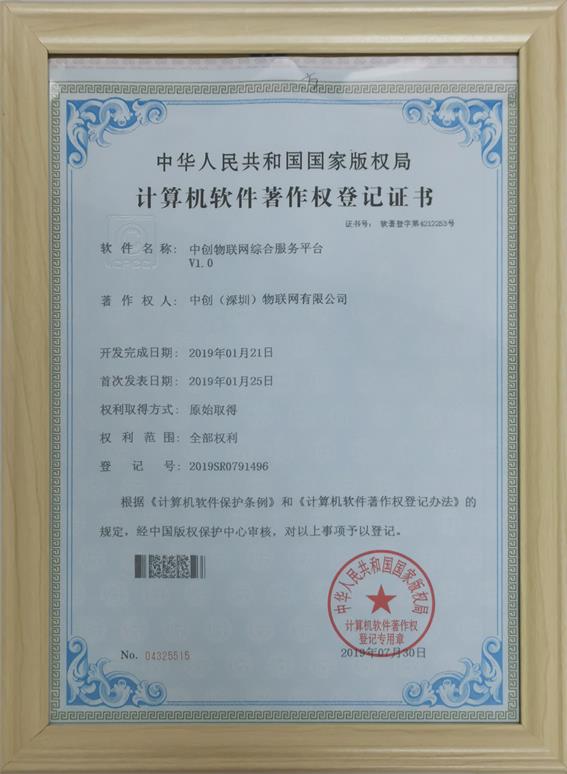 中华人民共和国国家版权局
计算机软件著作权登记证书
证书号： 软著登字第4212253号
软件名称： 中创物联网综合服务平台
V1.0
著作权人： 中创（深圳）物联网有限公司
开发完成日期： 2019年01月21日
首次发表日期： 2019年01月25日
权利取得方式： 原始取得
权利范围： 全部权利
登记号： 2019SR0791496
根据《计算机软件保护条例》和《计算机软件著作权登记办法》的
规定，经中国版权保护中心审核，对以上事项予以登记。
中华人民共和国国家版权局
计算机软件著作权
登记专用章
No. 04325515
2019年07月30日